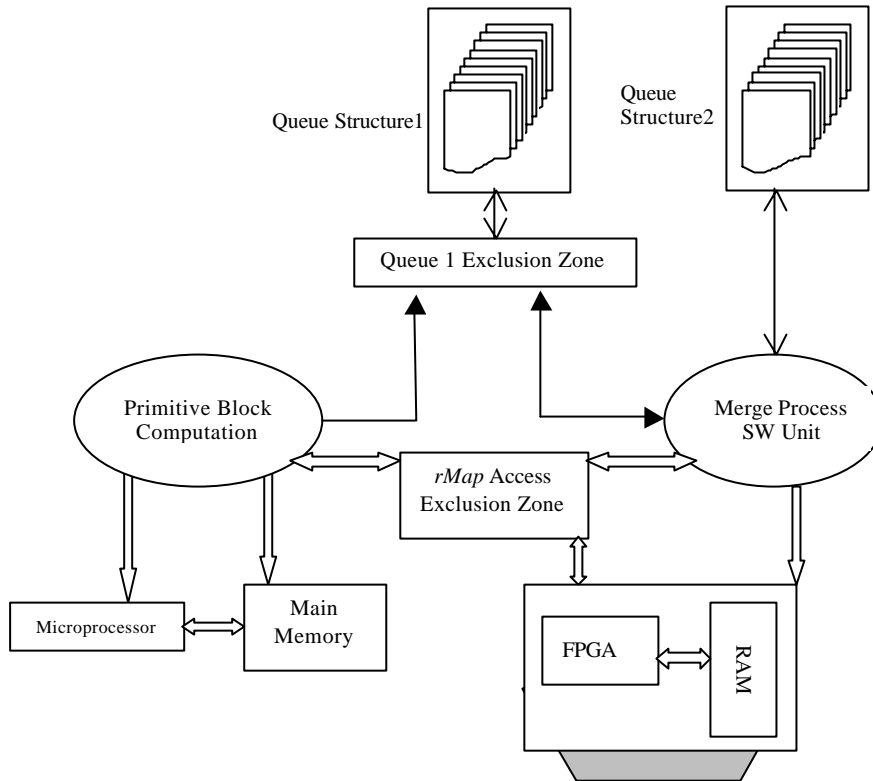 Queue Structure1
Queue
Structure2
Queue 1 Exclusion Zone
Primitive Block
Computation
Merge Process
SW Unit
rMap Access
Exclusion Zone
Microprocessor
Main
Memory
FPGA
RAM